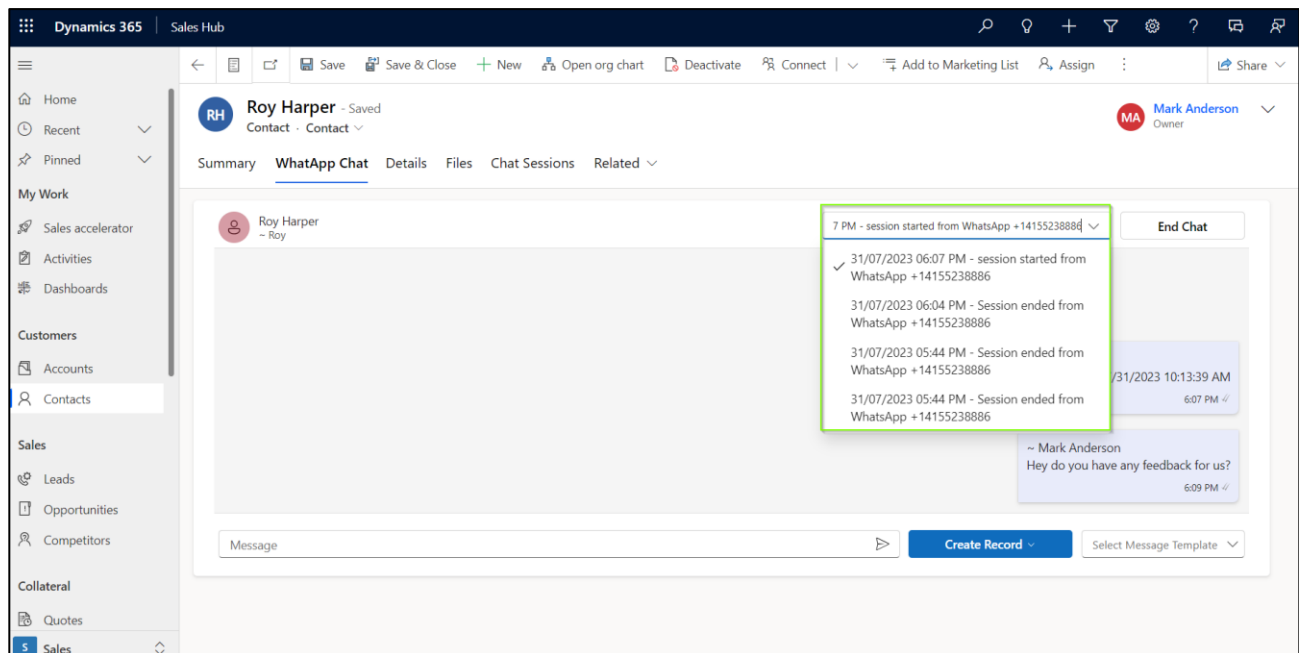 Dynamics 365 Sales Hub
Save Save & Close New Open org chart Deactivate Connect Add to Marketing List Assign Share
Home
Recent
Pinned
My Work
Sales accelerator
Activities
Dashboards
Customers
Accounts
Contacts
Sales
Leads
Opportunities
Competitors
Collateral
Quotes
S Sales
RH
Roy Harper - Saved
Contact · Contact
MA
Mark Anderson
Owner
Summary WhatApp Chat Details Files Chat Sessions Related
Roy Harper
~ Roy
7 PM - session started from WhatsApp +14155238886
End Chat
31/07/2023 06:07 PM - session started from
WhatsApp +14155238886
31/07/2023 06:04 PM - Session ended from
WhatsApp +14155238886
31/07/2023 05:44 PM - Session ended from
WhatsApp +14155238886
31/07/2023 05:44 PM - Session ended from
WhatsApp +14155238886
/31/2023 10:13:39 AM
6:07 PM
~ Mark Anderson
Hey do you have any feedback for us?
6:09 PM
Message
Create Record
Select Message Template